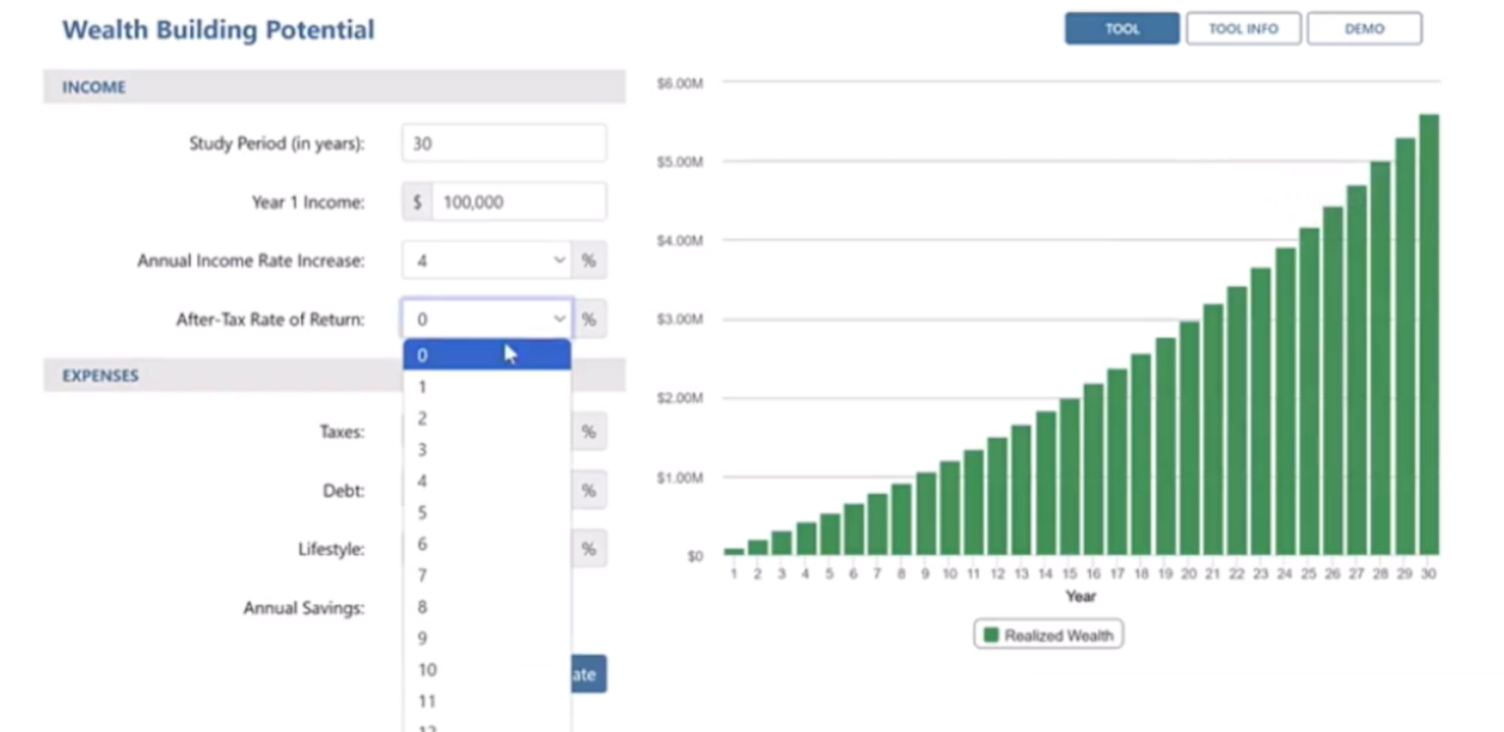 Wealth Building Potential
TOOL
TOOL INFO
DEMO
INCOME
Study Period (in years):
30
Year 1 Income:
$ 100,000
Annual Income Rate Increase:
4 %
After-Tax Rate of Return:
0 %
0
1
2
3
4
5
6
7
8
9
10
11
12
EXPENSES
Taxes:
%
Debt:
%
Lifestyle:
%
Annual Savings:
ate
$6.00M
$5.00M
$4.00M
$3.00M
$2.00M
$1.00M
$0
1 2 3 4 5 6 7 8 9 10 11 12 13 14 15 16 17 18 19 20 21 22 23 24 25 26 27 28 29 30
Year
Realized Wealth